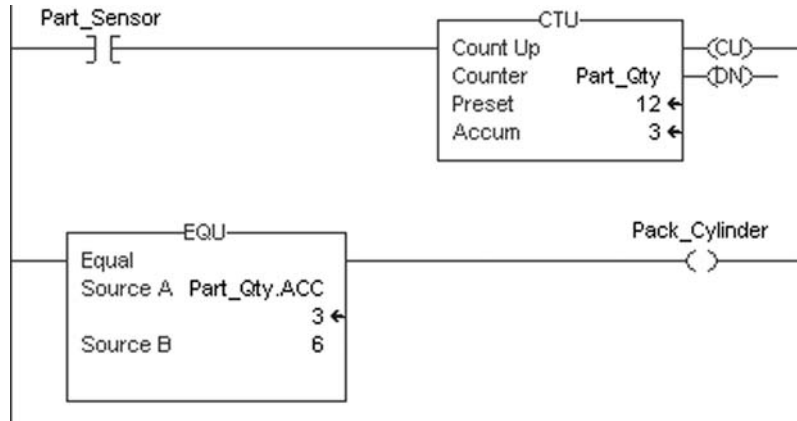 Part_Sensor
CTU
Count Up
CU
Counter Part_Qty
DN
Preset 12
Accum 3
EQU
Pack_Cylinder
Equal
Source A Part_Qty.ACC
3
Source B 6